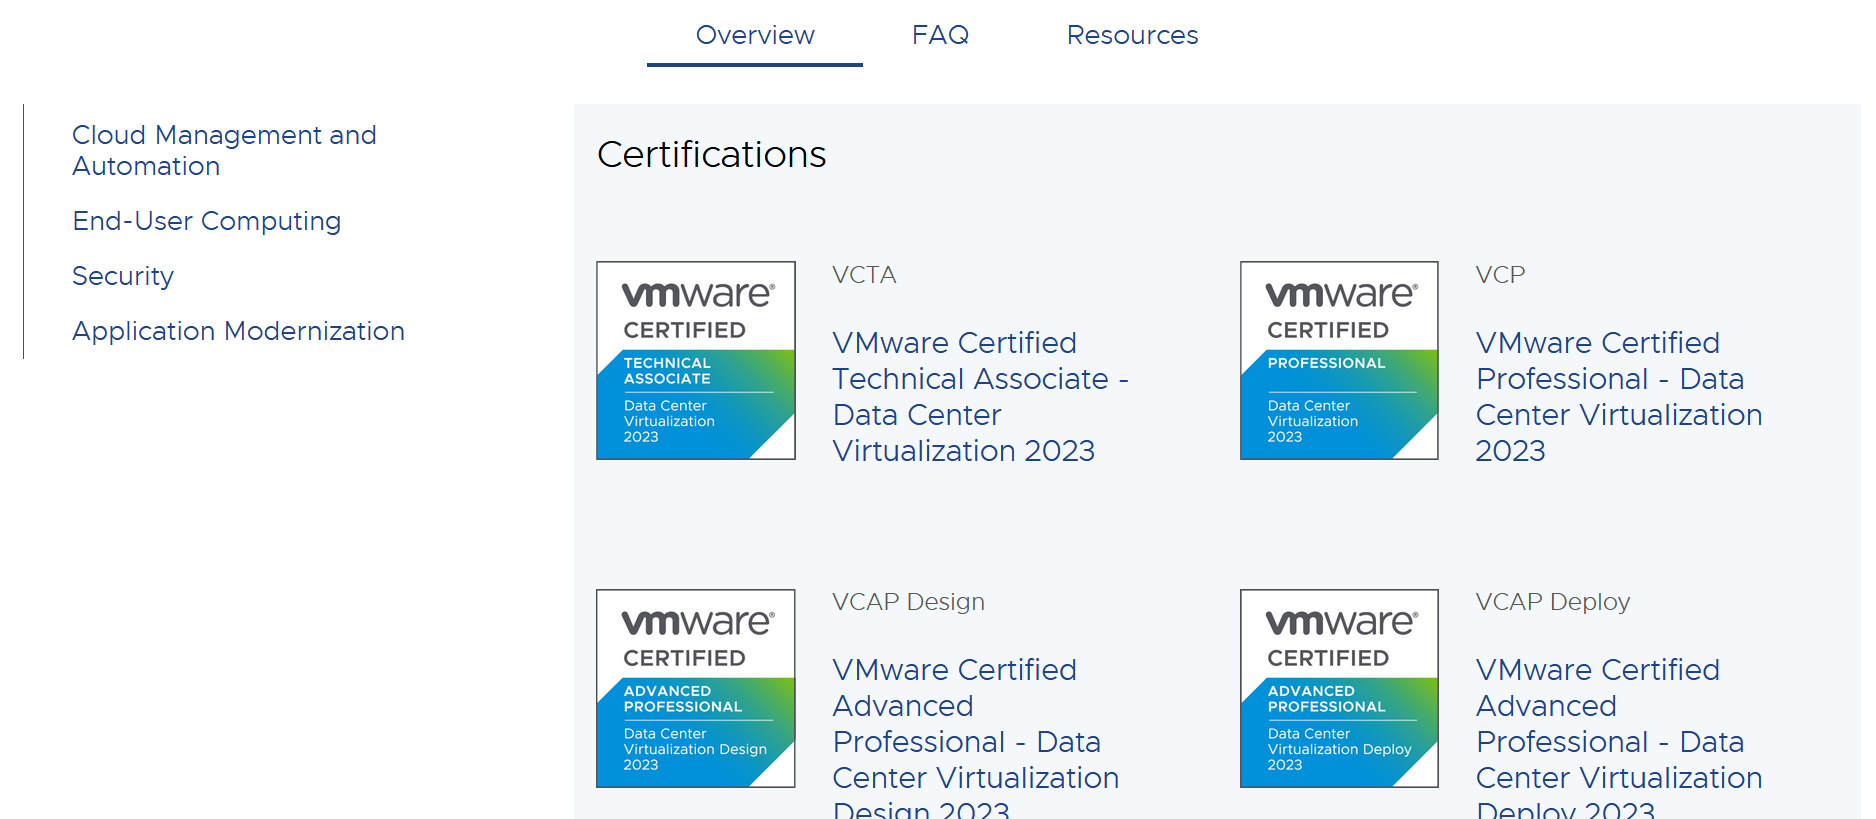 Overview
FAQ
Resources
Cloud Management and
Automation
End-User Computing
Security
Application Modernization
Certifications
vmware®
CERTIFIED
TECHNICAL
ASSOCIATE
Data Center
Virtualization
2023
VCTA
VMware Certified
Technical Associate -
Data Center
Virtualization 2023
vmware®
CERTIFIED
PROFESSIONAL
Data Center
Virtualization
2023
VCP
VMware Certified
Professional - Data
Center Virtualization
2023
vmware®
CERTIFIED
ADVANCED
PROFESSIONAL
Data Center
Virtualization Design
2023
VCAP Design
VMware Certified
Advanced
Professional - Data
Center Virtualization
Design 2023
vmware®
CERTIFIED
ADVANCED
PROFESSIONAL
Data Center
Virtualization Deploy
2023
VCAP Deploy
VMware Certified
Advanced
Professional - Data
Center Virtualization
Deploy 2023